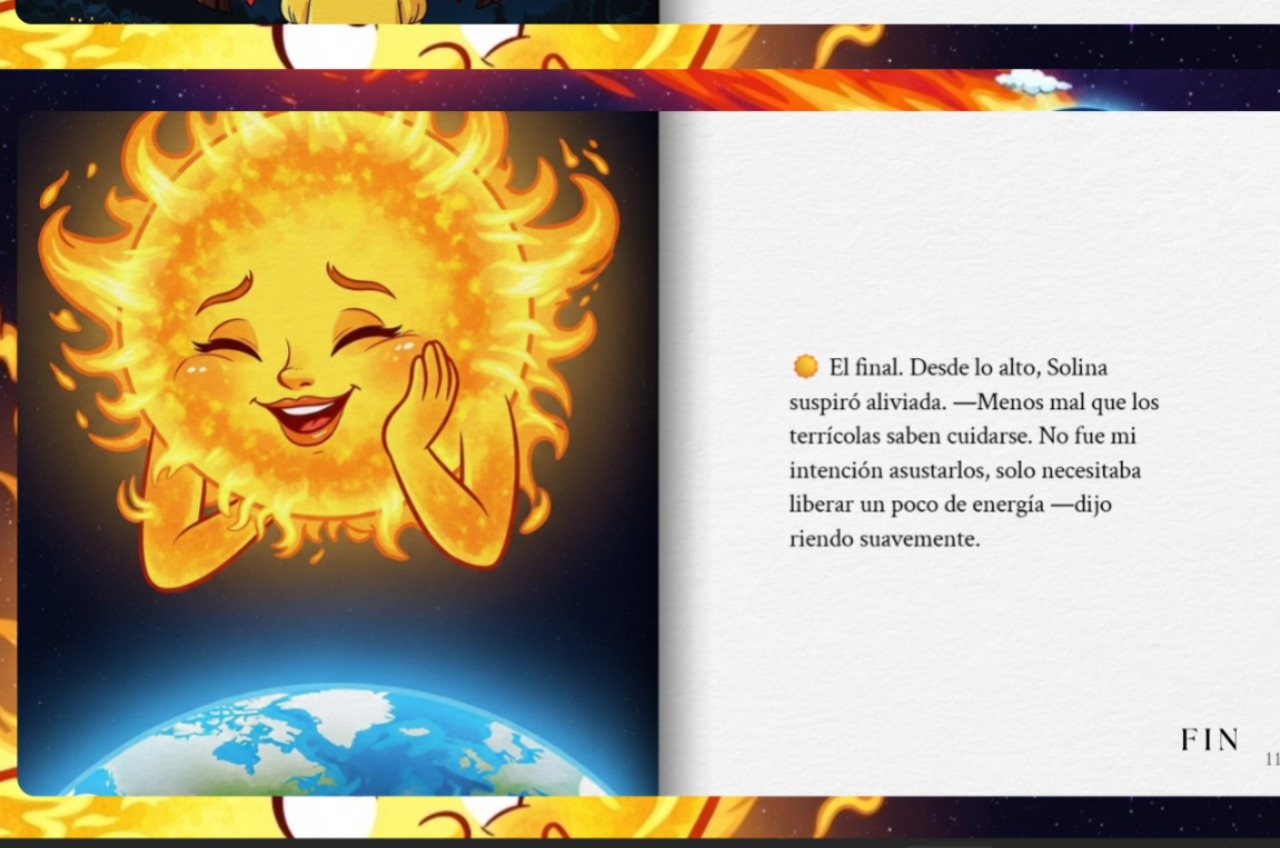 El final. Desde lo alto, Solina
suspiró aliviada. —Menos mal que los
terrícolas saben cuidarse. No fue mi
intención asustarlos, solo necesitaba
liberar un poco de energía —dijo
riendo suavemente.
FIN
11